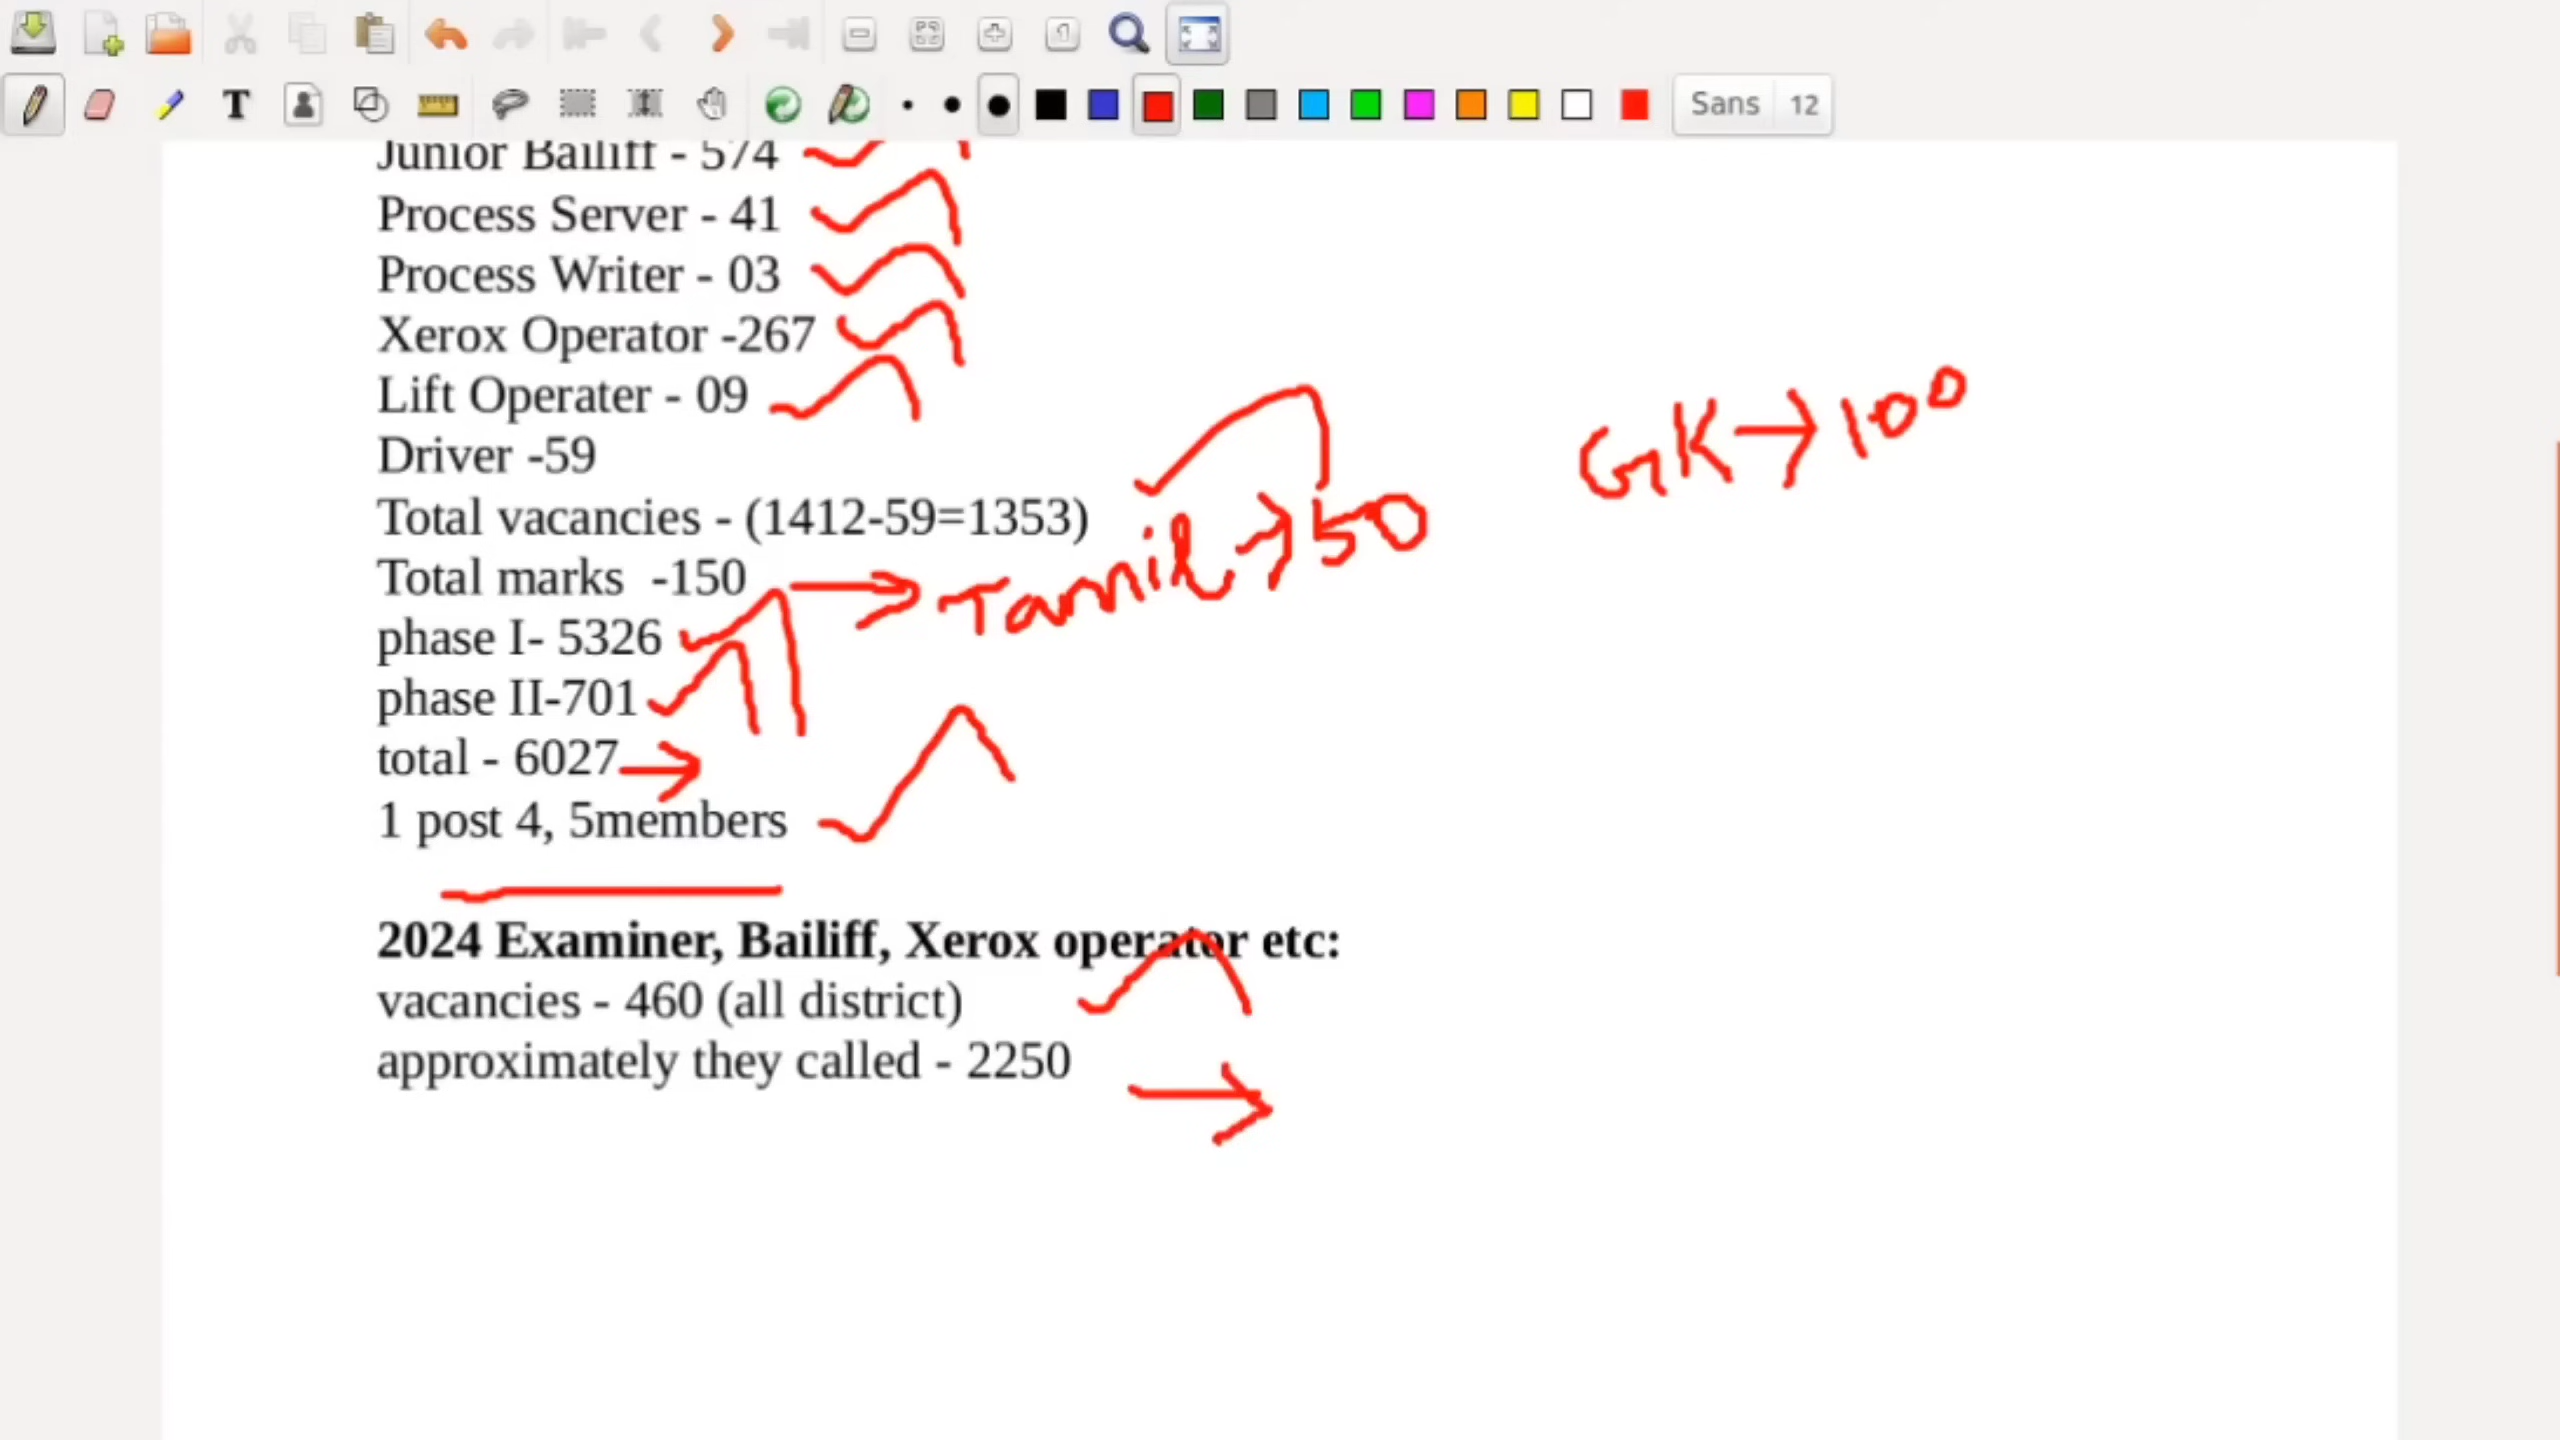 Sans 12
Junior Bailiff - 574
Process Server - 41
Process Writer - 03
Xerox Operator -267
Lift Operater - 09
GK→100
Driver -59
Total vacancies - (1412-59=1353)
Total marks -150 → Tamil→50
phase I- 5326
phase II-701
total - 6027→
1 post 4, 5members
2024 Examiner, Bailiff, Xerox operator etc:
vacancies - 460 (all district)
approximately they called - 2250 →